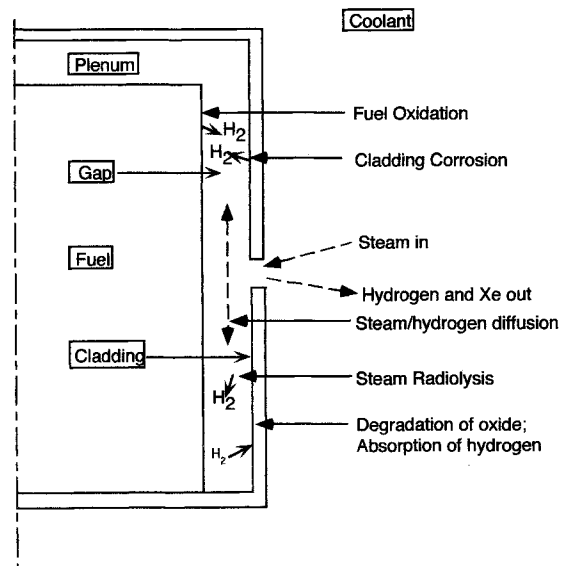 Coolant
Plenum
Fuel Oxidation
H2
H2
Cladding Corrosion
Gap
Steam in
Fuel
Hydrogen and Xe out
Steam/hydrogen diffusion
Cladding
Steam Radiolysis
H2
Degradation of oxide;
Absorption of hydrogen
H2